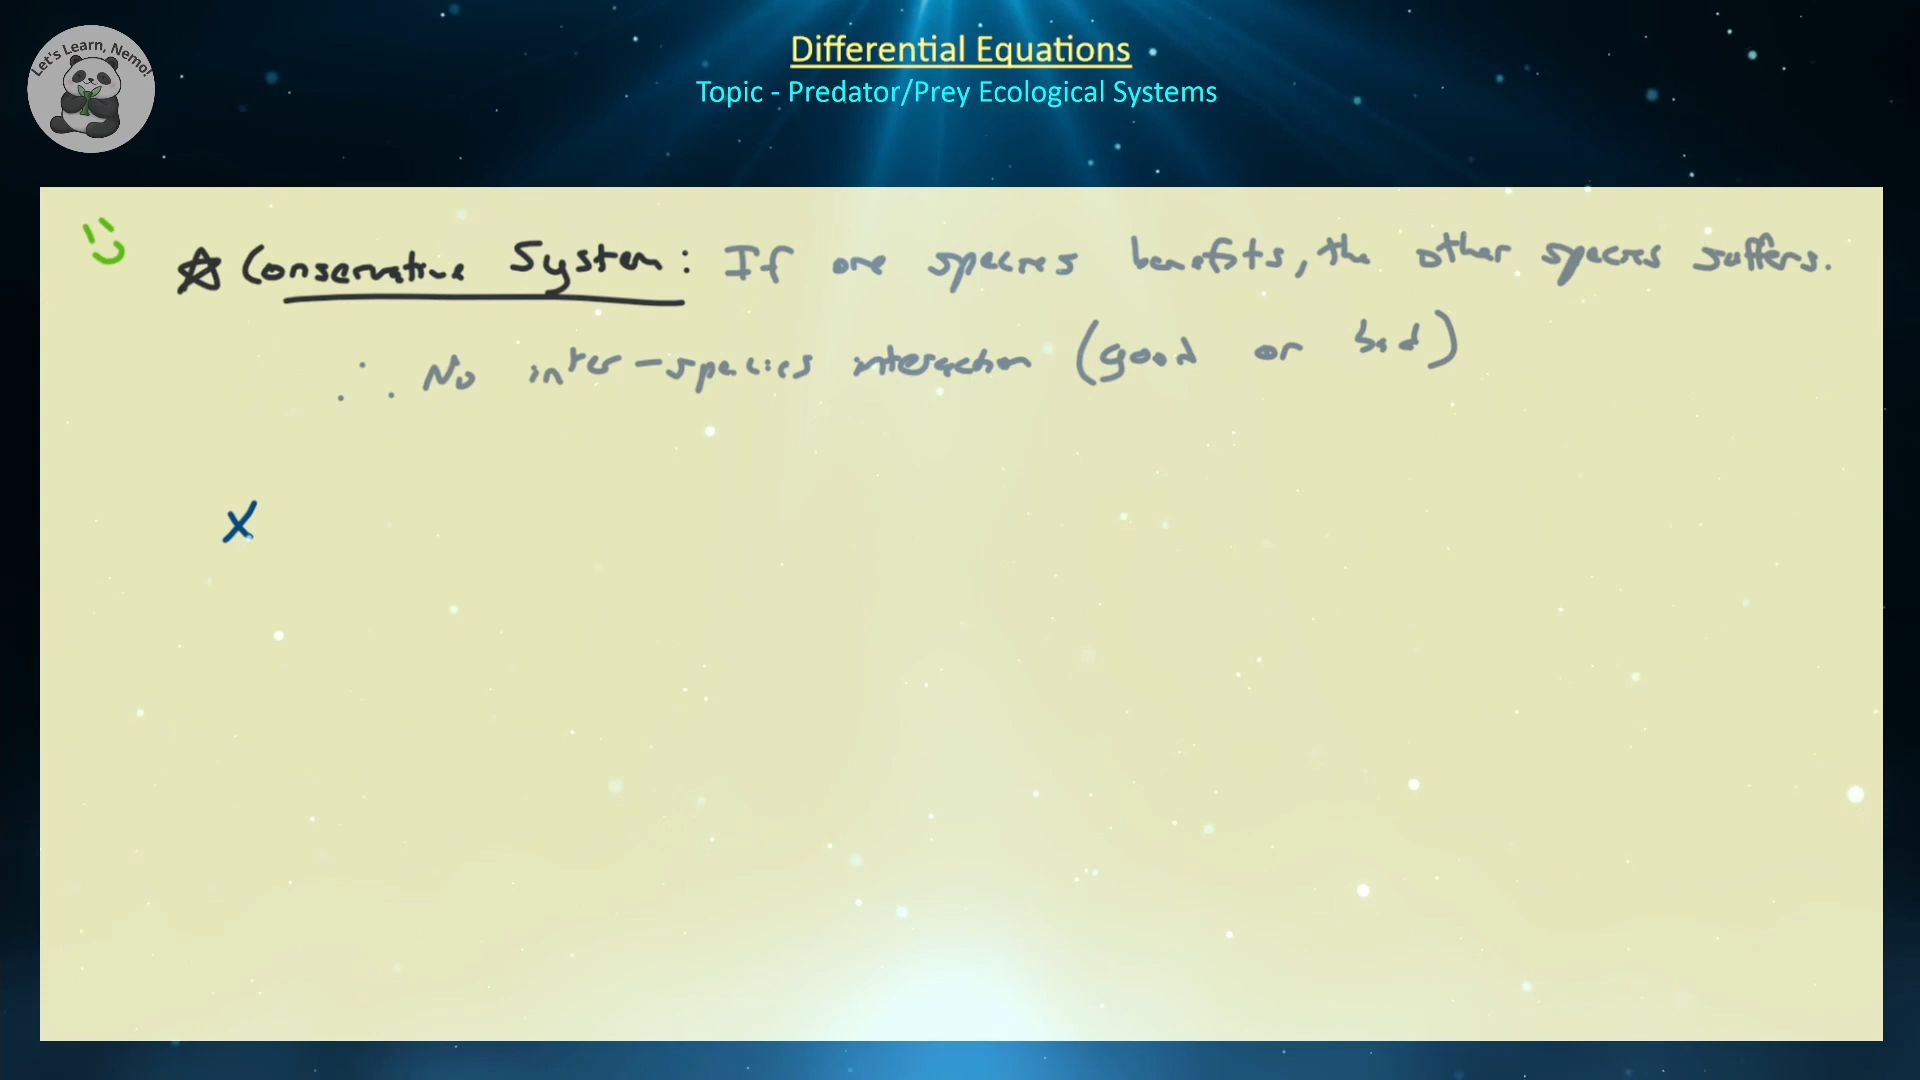 Let's Learn, Nemo!
Differential Equations
Topic - Predator/Prey Ecological Systems
☆ Conservative System: If one species benefits, the other species suffers.
∴ No inter-species interaction (good or bad)
x